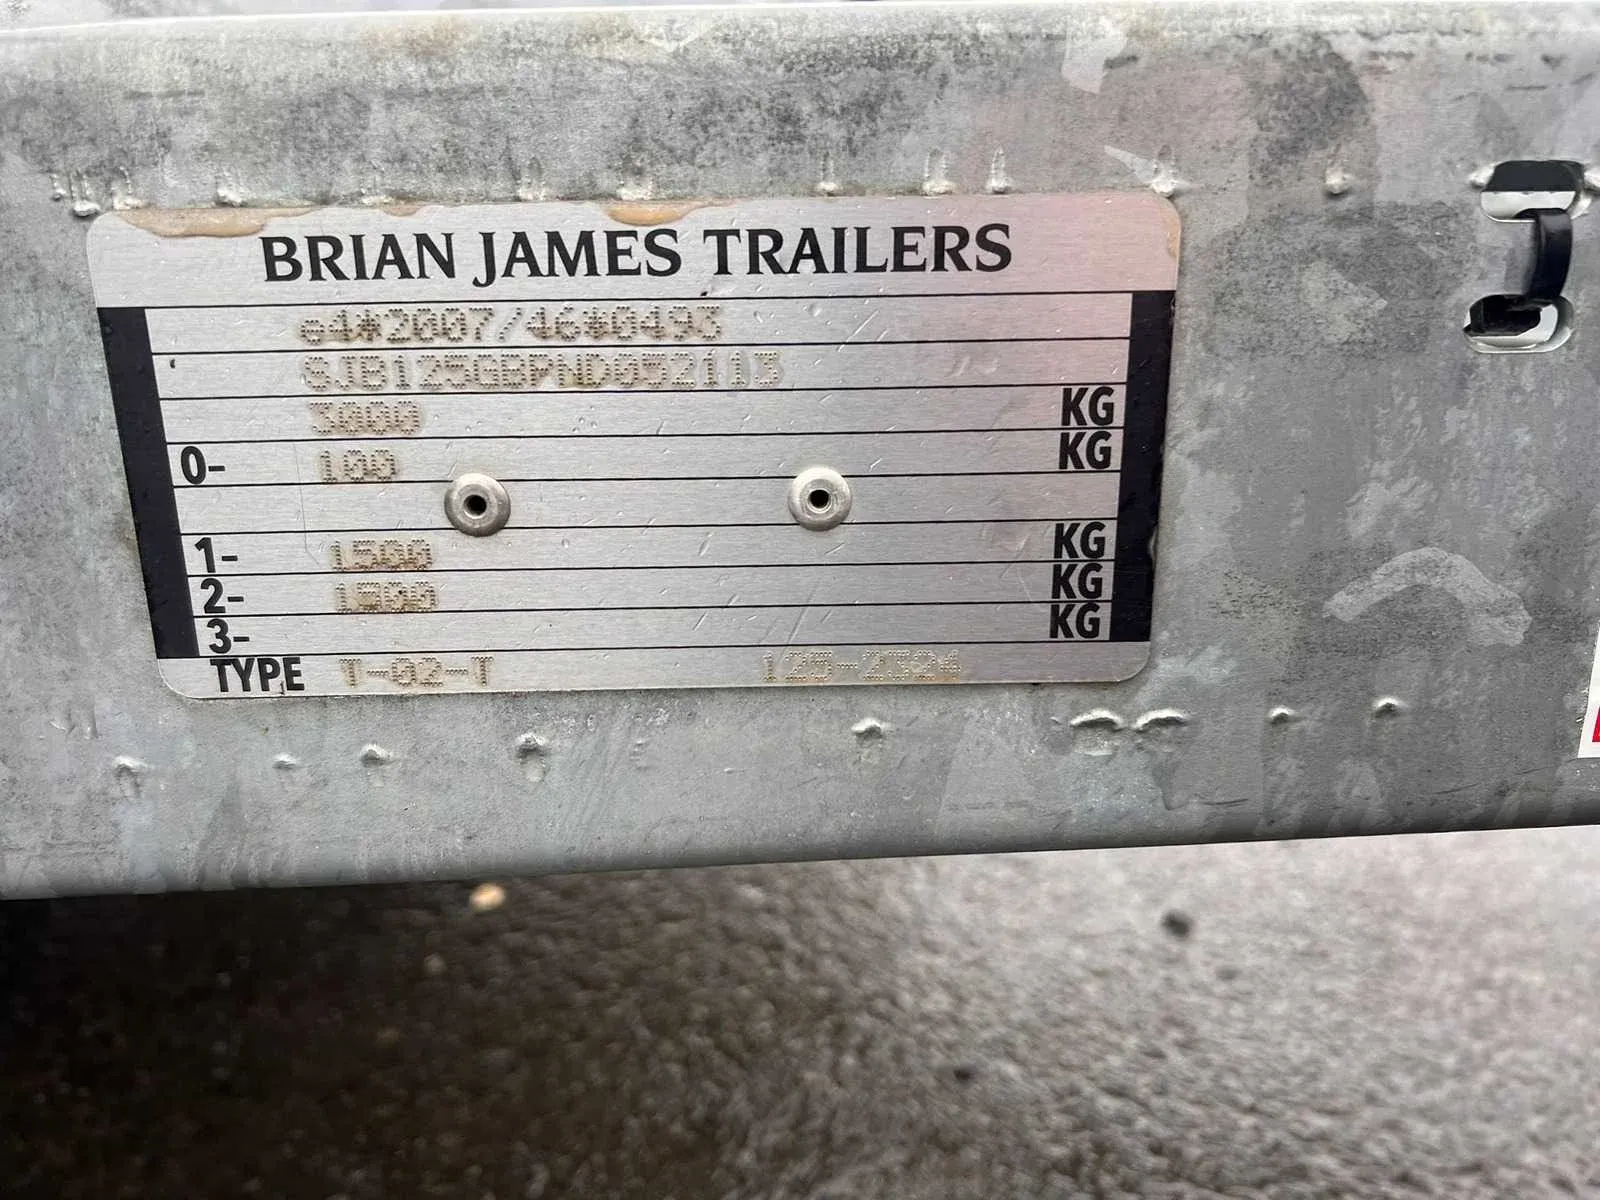 BRIAN JAMES TRAILERS
e4*2007/46*0493
SJB125GBPND052113
3000 KG
0- 100 KG
1- 1500 KG
2- 1500 KG
3- KG
TYPE T-02-T 125-2324